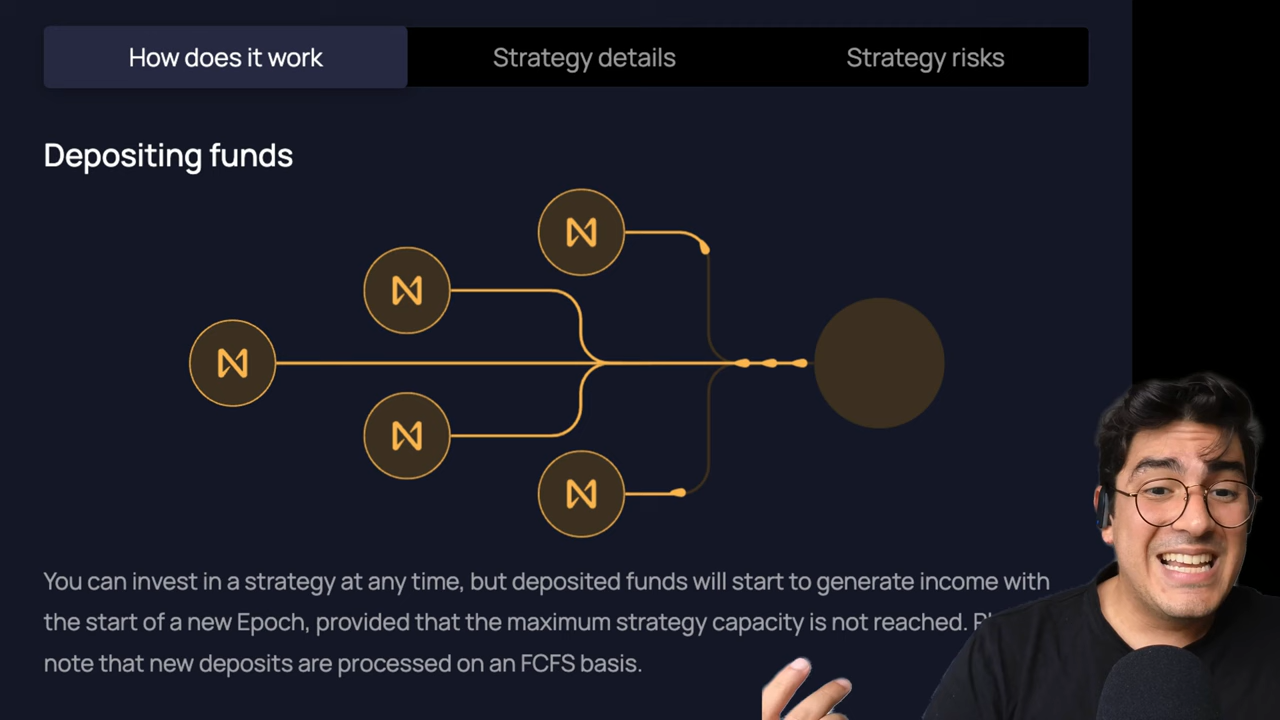 How does it work
Strategy details
Strategy risks
Depositing funds
You can invest in a strategy at any time, but deposited funds will start to generate income with
the start of a new Epoch, provided that the maximum strategy capacity is not reached.
note that new deposits are processed on an FCFS basis.